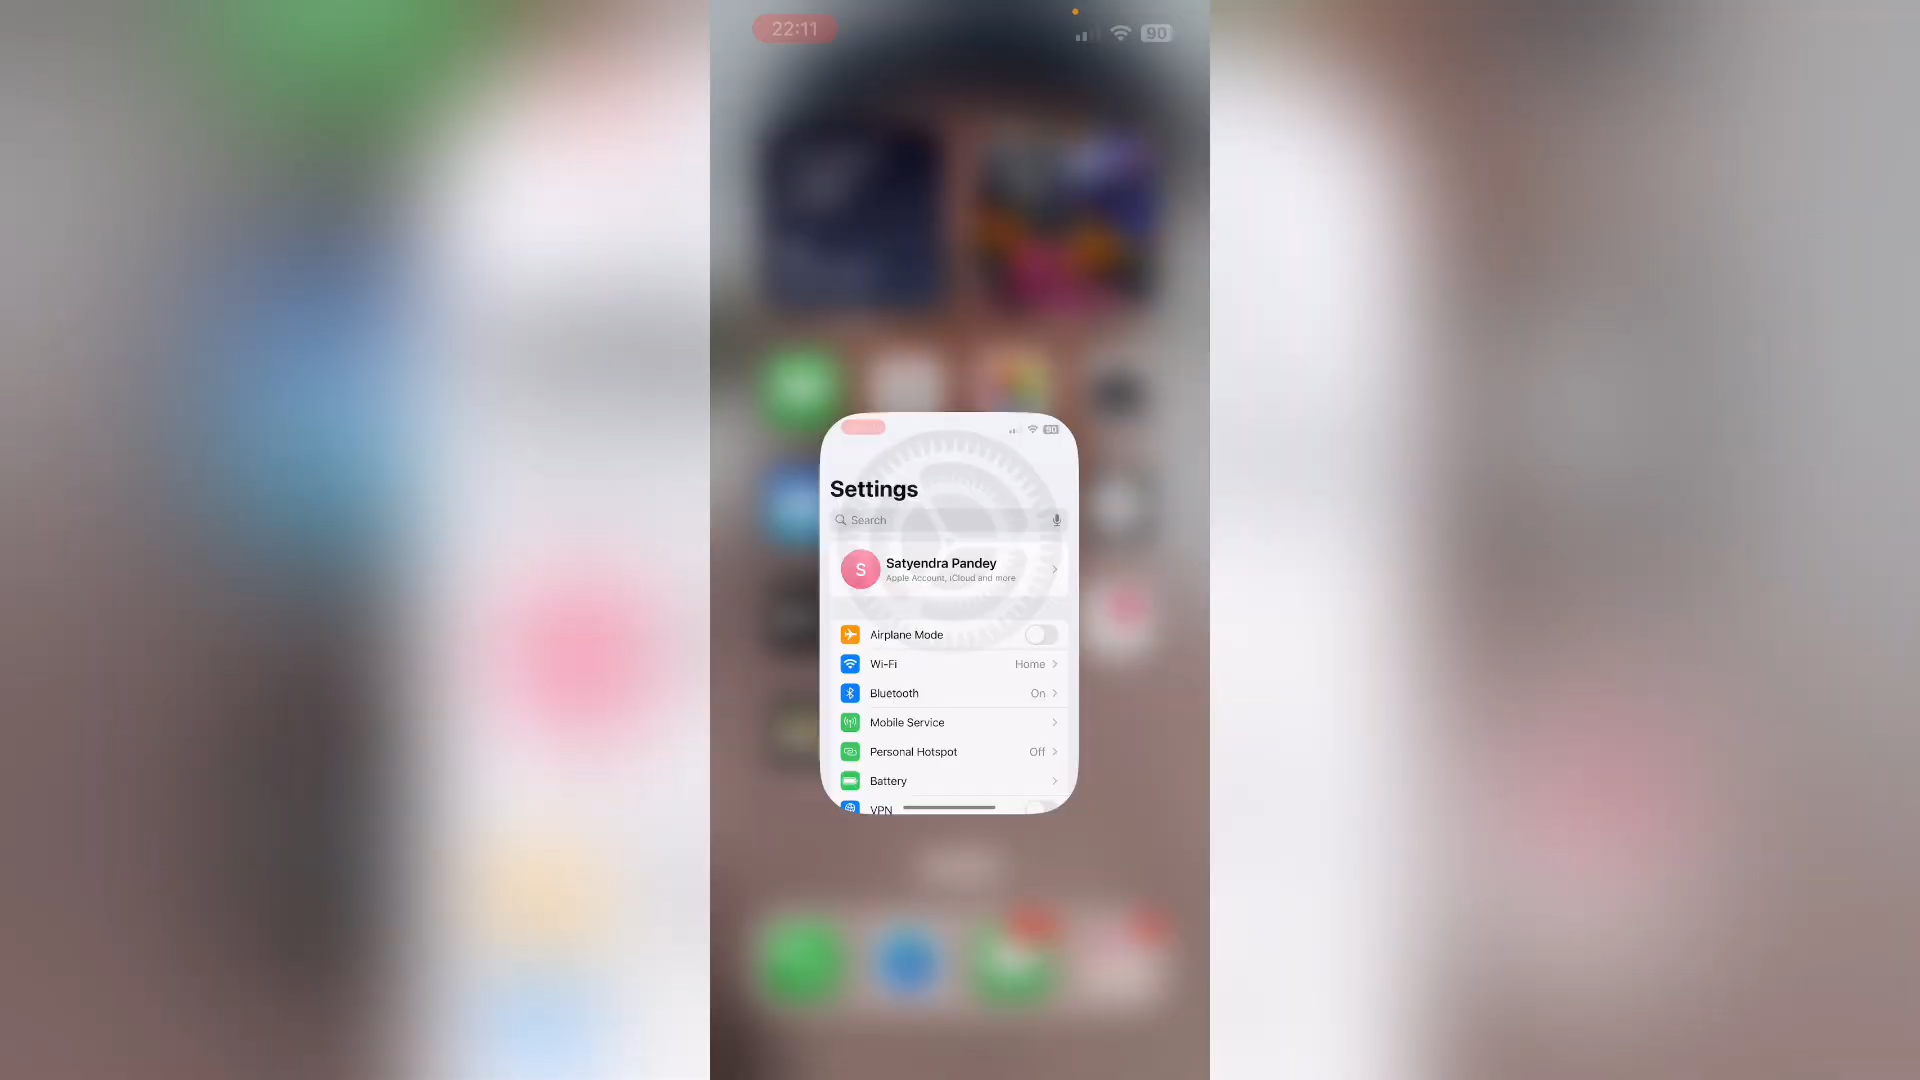 22:11
90
90
Settings
Search
S
Satyendra Pandey
Apple Account, iCloud and more
Airplane Mode
Wi-Fi Home
Bluetooth On
Mobile Service
Personal Hotspot Off
Battery
VPN